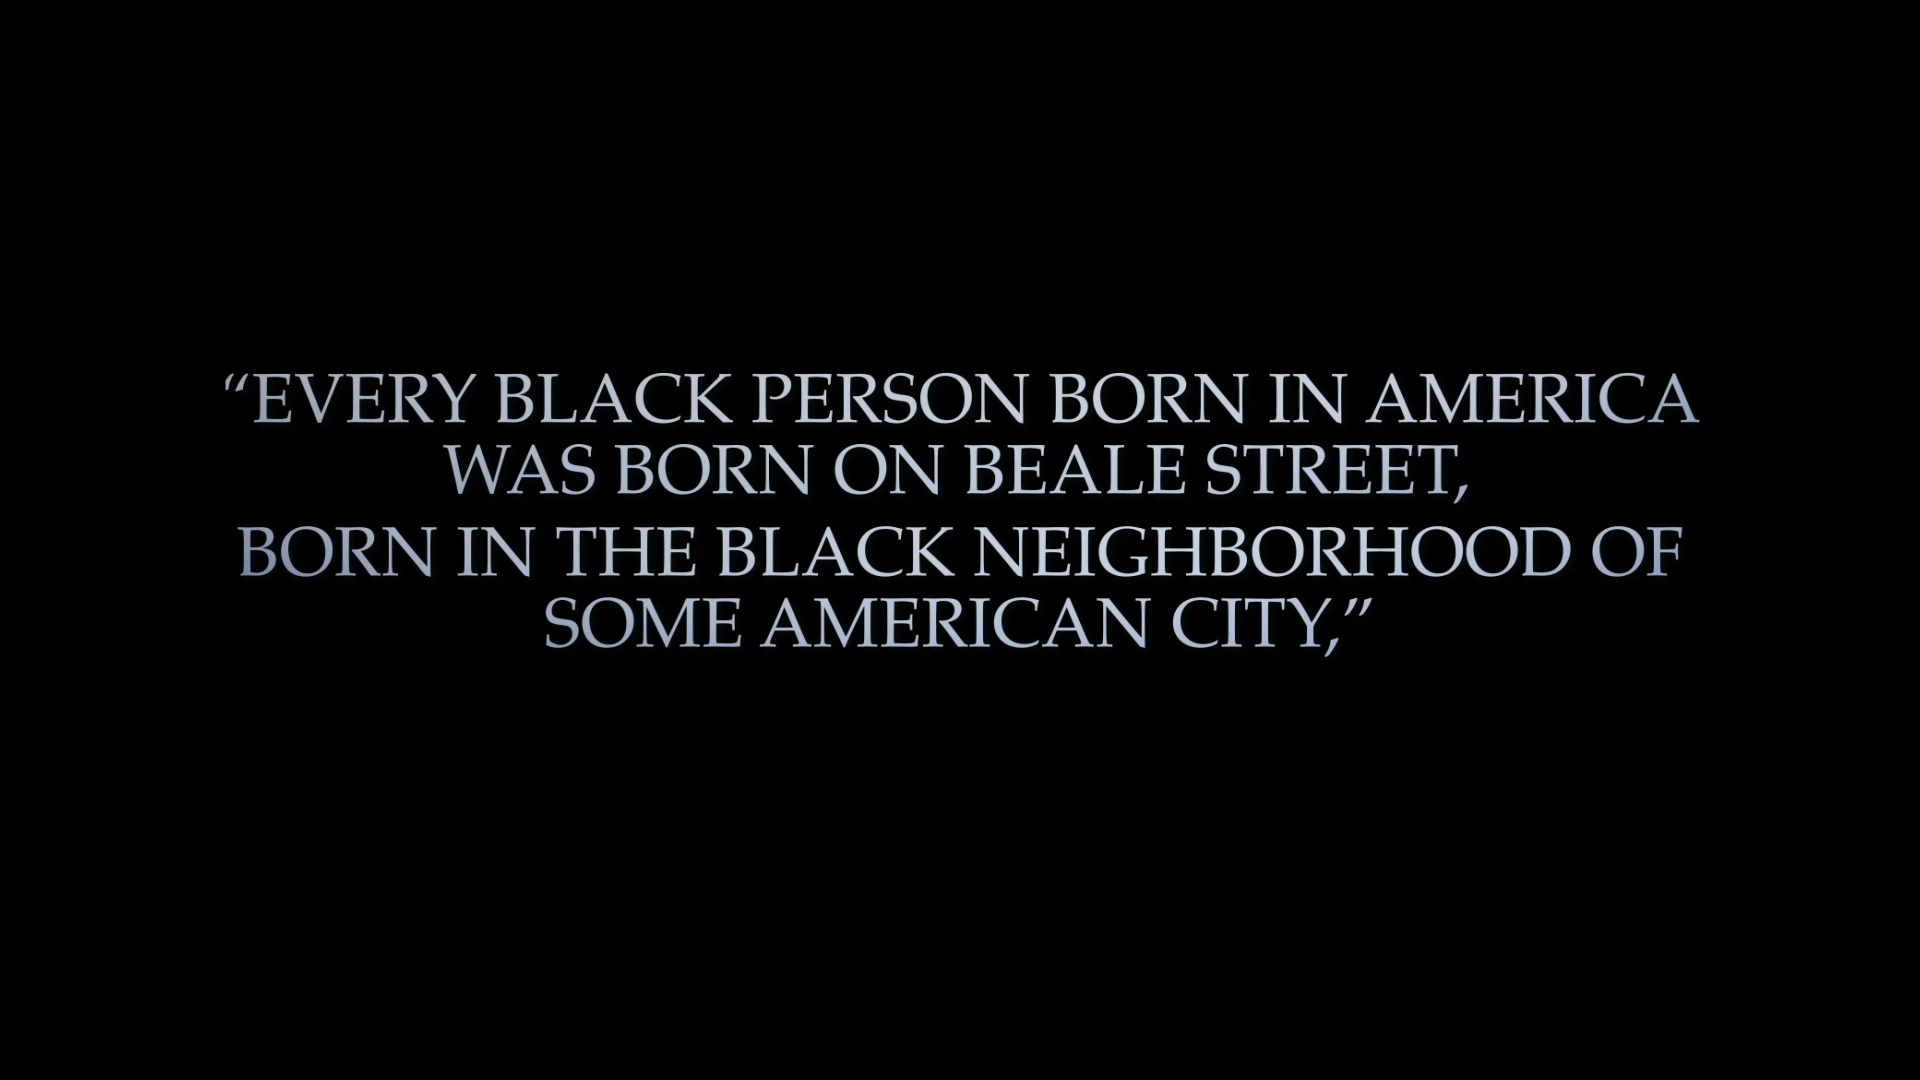 “EVERY BLACK PERSON BORN IN AMERICA
WAS BORN ON BEALE STREET,
BORN IN THE BLACK NEIGHBORHOOD OF
SOME AMERICAN CITY,”